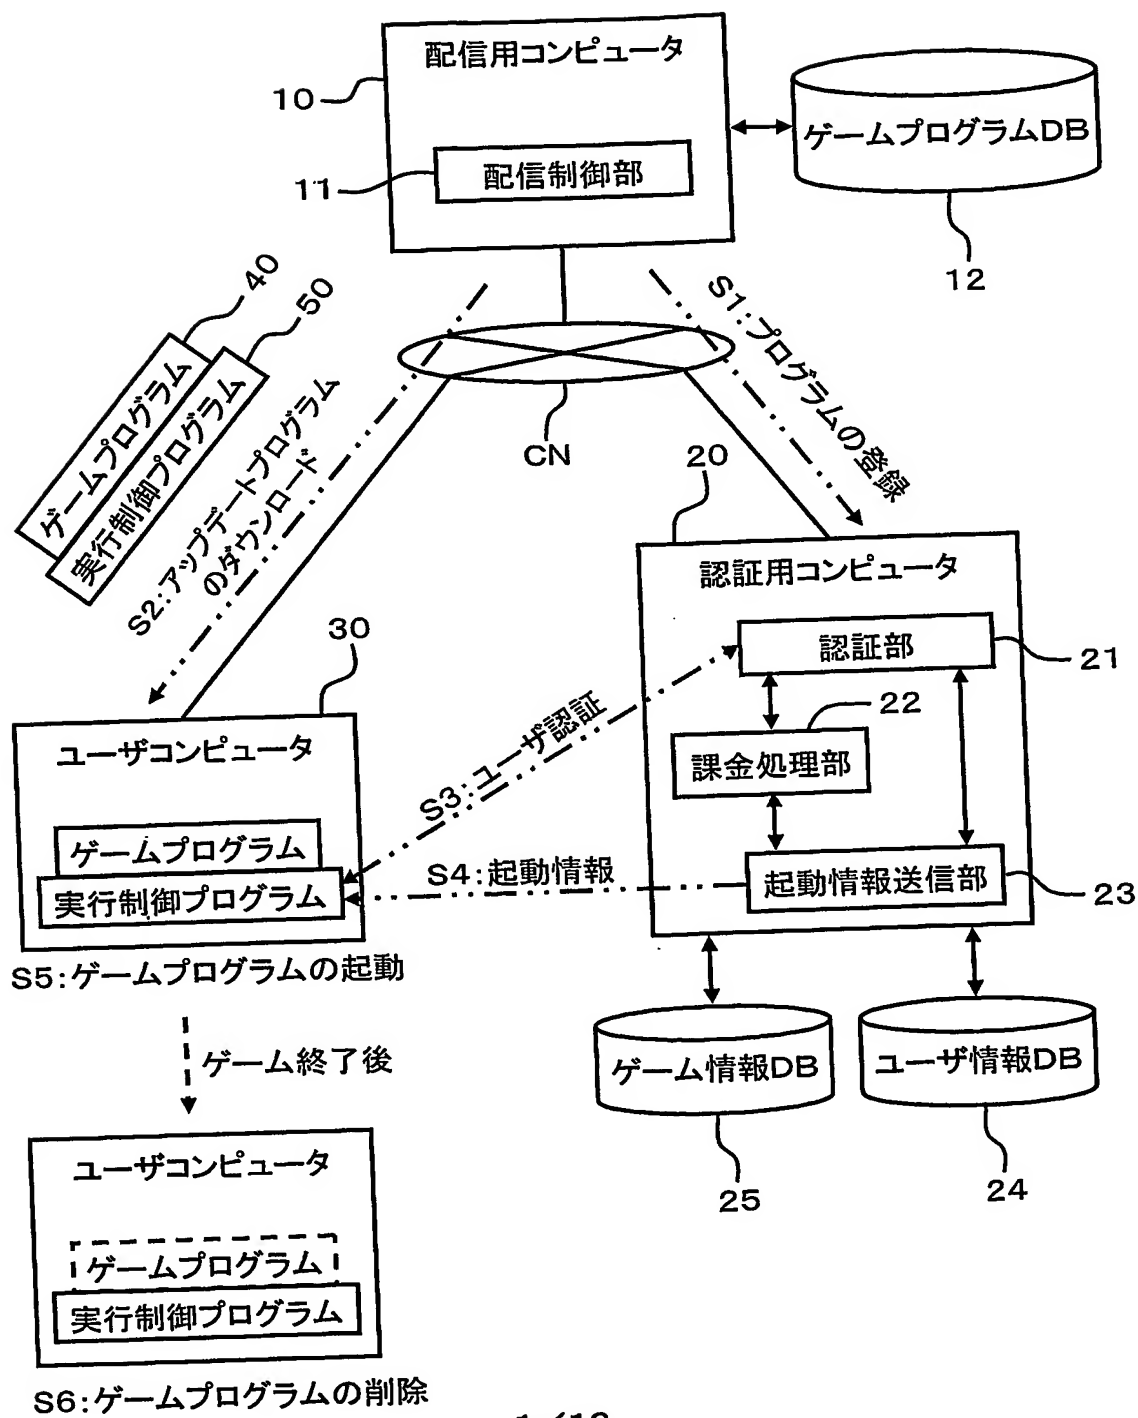 配信用コンピュータ
10
11
配信制御部
ゲームプログラムDB
12
40
50
ゲームプログラム
実行制御プログラム
S1:プログラムの登録
S2:アップデートプログラム
のダウンロード
CN
20
認証用コンピュータ
認証部
21
22
課金処理部
起動情報送信部
23
30
ユーザコンピュータ
ゲームプログラム
実行制御プログラム
S3:ユーザ認証
S4:起動情報
S5:ゲームプログラムの起動
ゲーム終了後
ゲーム情報DB
25
ユーザ情報DB
24
ユーザコンピュータ
ゲームプログラム
実行制御プログラム
S6:ゲームプログラムの削除